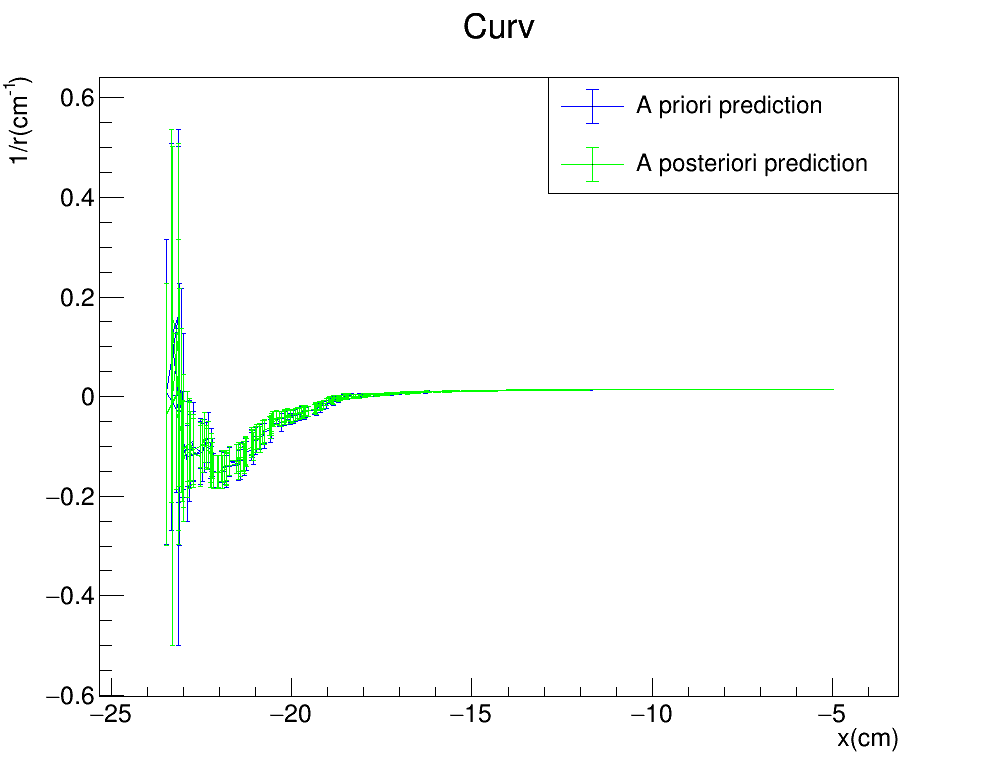 Curv
1/r(cm⁻¹)
A priori prediction
A posteriori prediction
0.6
0.4
0.2
0
−0.2
−0.4
−0.6
−25 −20 −15 −10 −5
x(cm)